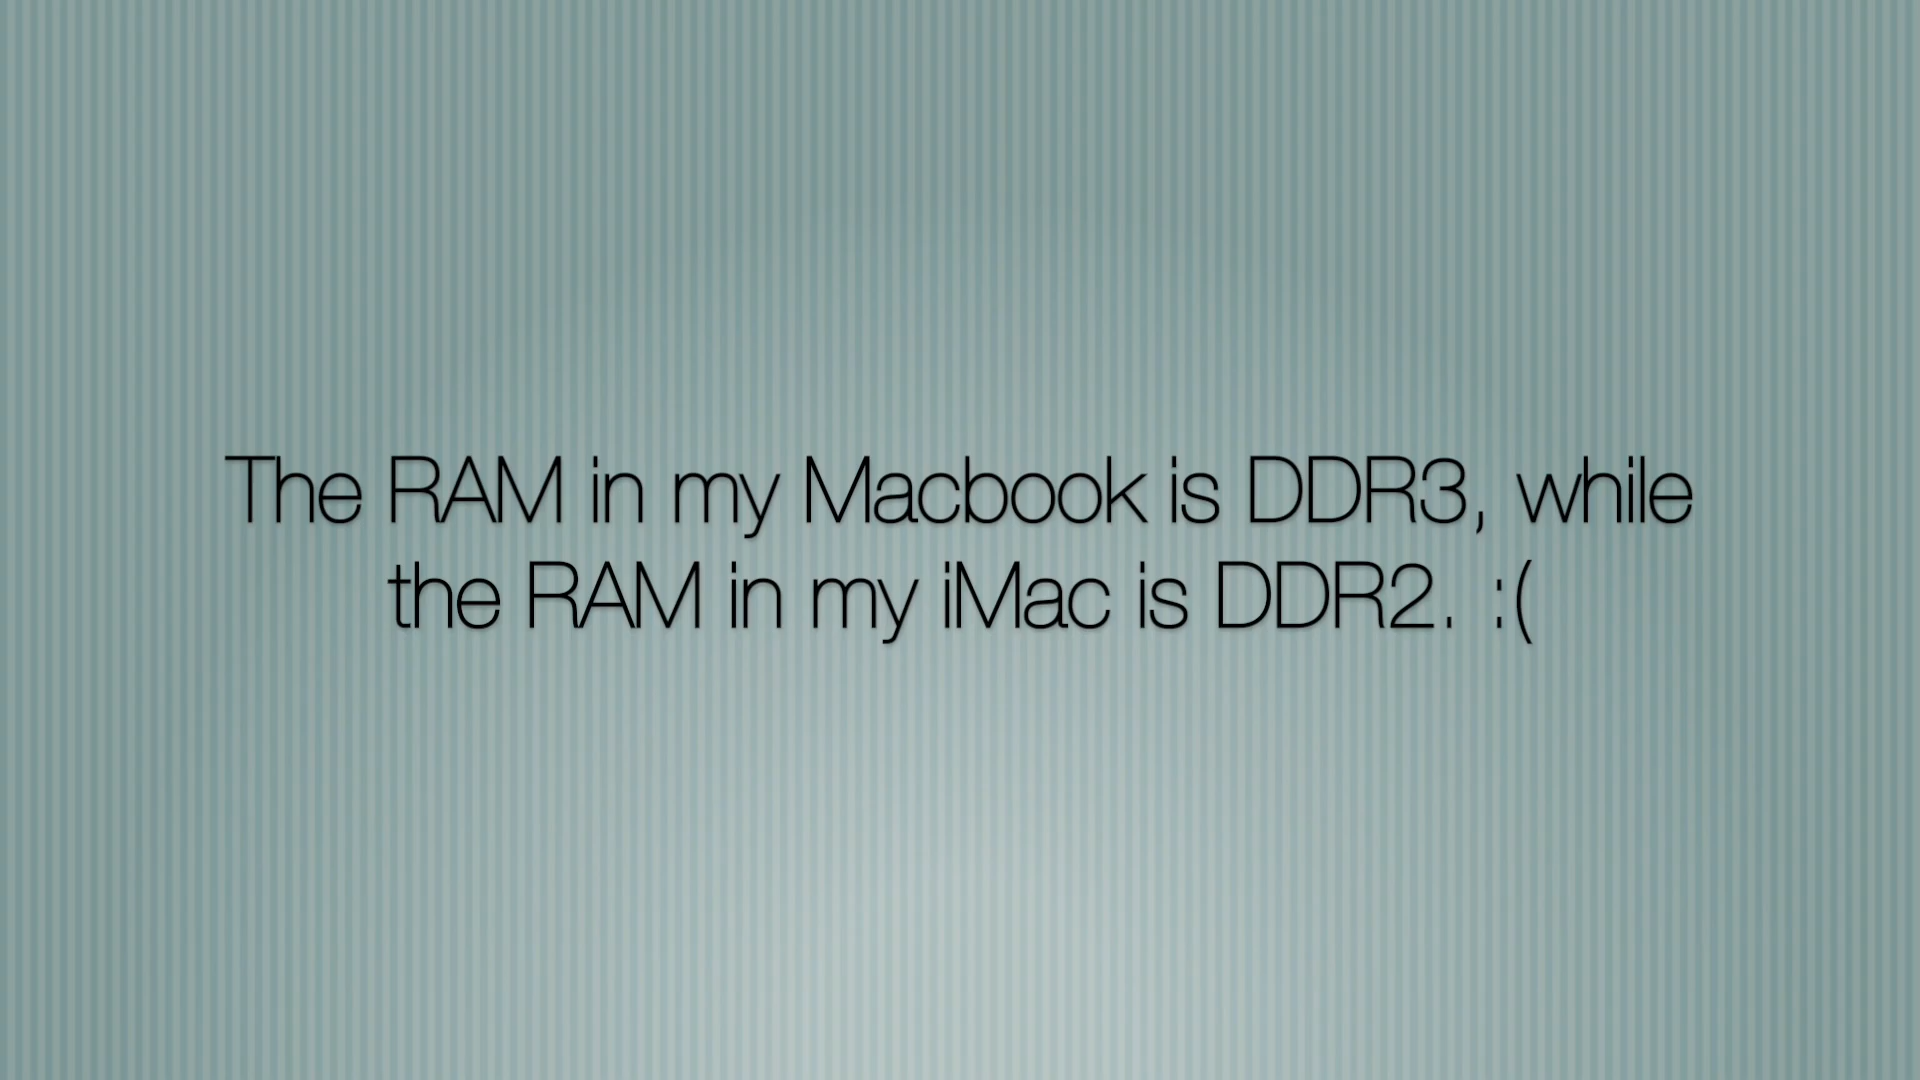 The RAM in my Macbook is DDR3, while
the RAM in my iMac is DDR2. :(